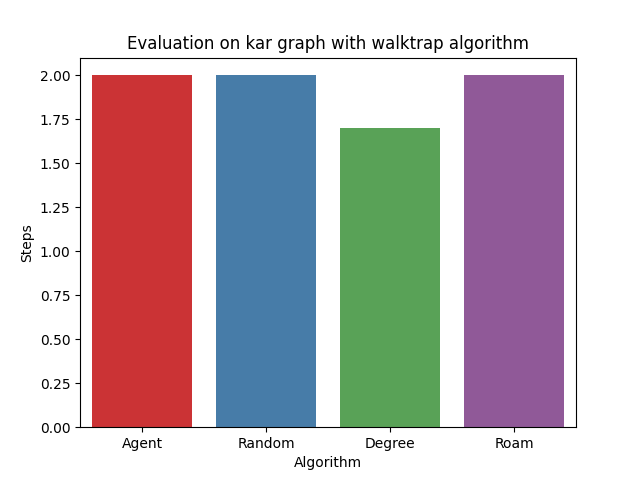 Evaluation on kar graph with walktrap algorithm
2.00
1.75
1.50
1.25
1.00
0.75
0.50
0.25
0.00
Steps
Agent Random Degree Roam
Algorithm